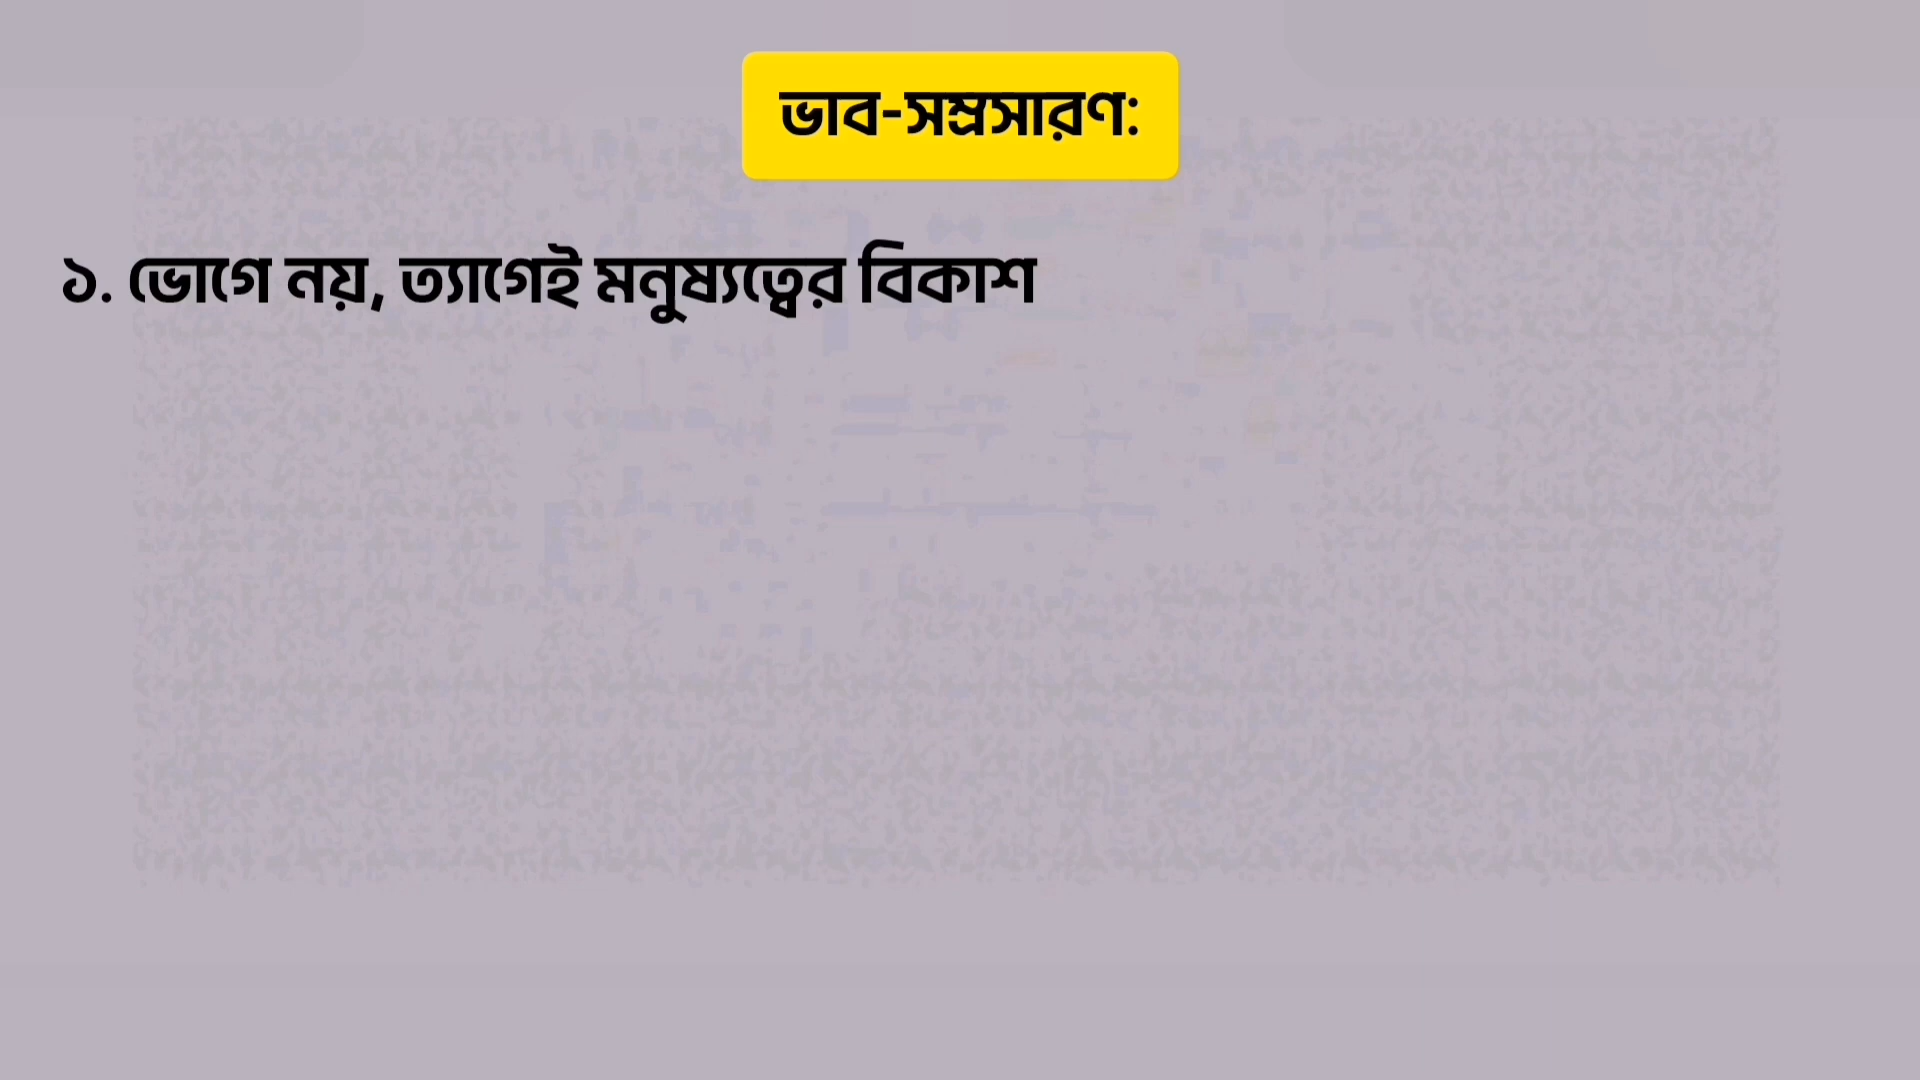 ভাব-সম্রসারণ:
১. ভোগে নয়, ত্যাগেই মনুষ্যত্বের বিকাশ